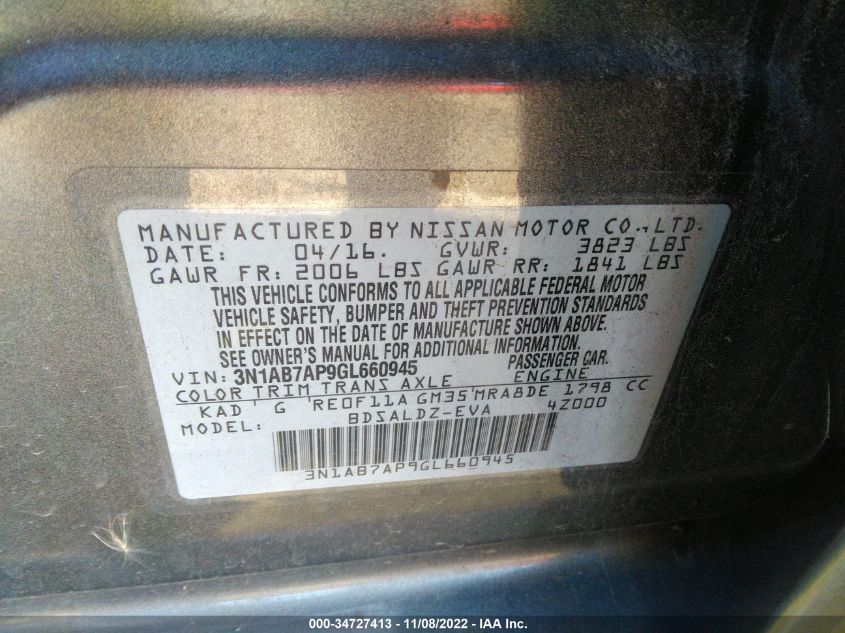 MANUFACTURED BY NISSAN MOTOR CO., LTD.
DATE: 04/16. GVWR: 3823 LBS
GAWR FR: 2006 LBS GAWR RR: 1841 LBS
THIS VEHICLE CONFORMS TO ALL APPLICABLE FEDERAL MOTOR
VEHICLE SAFETY, BUMPER AND THEFT PREVENTION STANDARDS
IN EFFECT ON THE DATE OF MANUFACTURE SHOWN ABOVE.
SEE OWNER'S MANUAL FOR ADDITIONAL INFORMATION.
VIN: 3N1AB7AP9GL660945 PASSENGER CAR.
COLOR TRIM TRANS AXLE ENGINE
KAD G RE0F11A GM35 MRA8DE 1798 CC
MODEL: BDSALDZ-EVA 4Z000
3N1AB7AP9GL660945
000-34727413 - 11/08/2022 - IAA Inc.